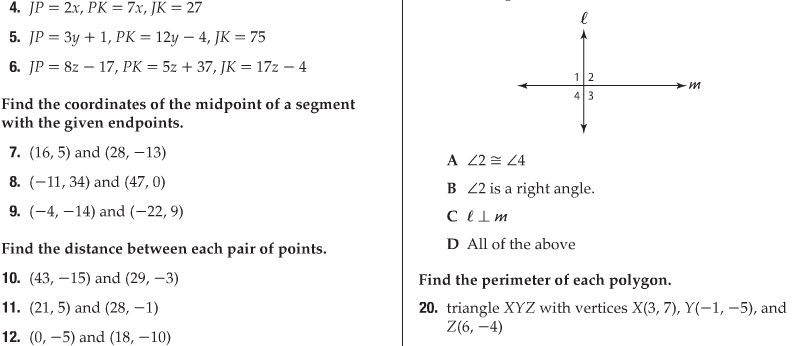 4. JP = 2x, PK = 7x, JK = 27
5. JP = 3y + 1, PK = 12y − 4, JK = 75
6. JP = 8z − 17, PK = 5z + 37, JK = 17z − 4
Find the coordinates of the midpoint of a segment
with the given endpoints.
7. (16, 5) and (28, −13)
8. (−11, 34) and (47, 0)
9. (−4, −14) and (−22, 9)
Find the distance between each pair of points.
10. (43, −15) and (29, −3)
11. (21, 5) and (28, −1)
12. (0, −5) and (18, −10)
ℓ
1 2
m
4 3
A ∠2 ≅ ∠4
B ∠2 is a right angle.
C ℓ ⊥ m
D All of the above
Find the perimeter of each polygon.
20. triangle XYZ with vertices X(3, 7), Y(−1, −5), and
Z(6, −4)